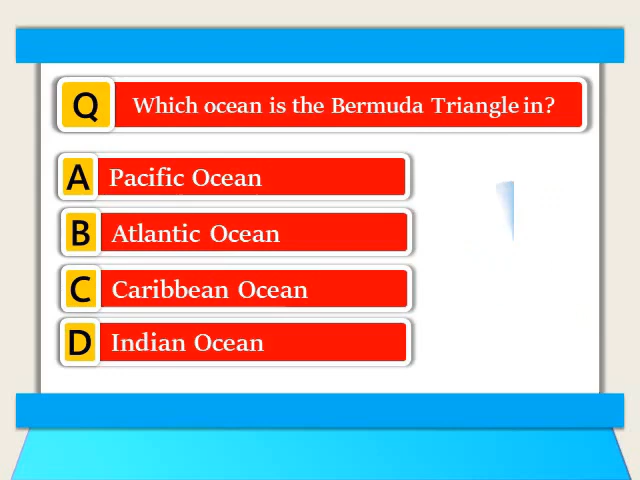 Q Which ocean is the Bermuda Triangle in?
A Pacific Ocean
B Atlantic Ocean
C Caribbean Ocean
D Indian Ocean